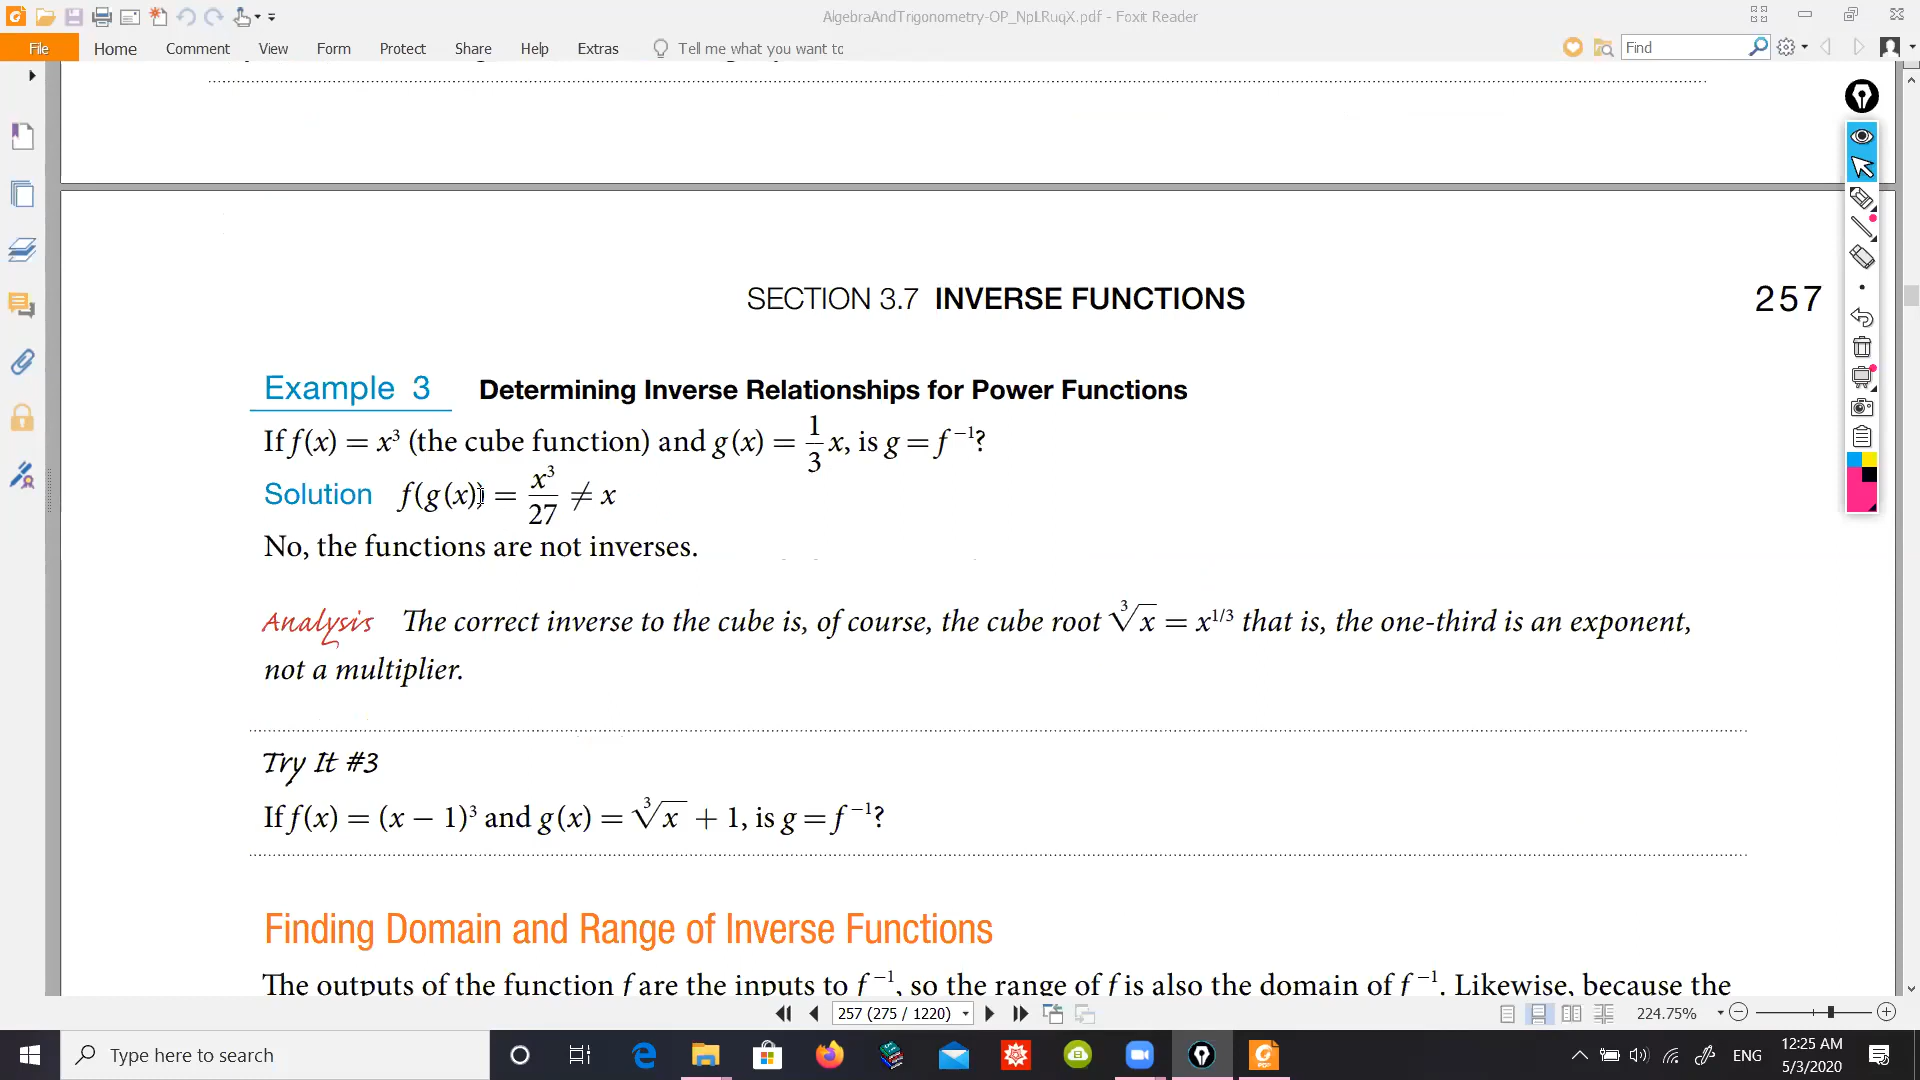 AlgebraAndTrigonometry-OP_NpLRuqX.pdf - Foxit Reader
File Home Comment View Form Protect Share Help Extras Tell me what you want to Find
SECTION 3.7 INVERSE FUNCTIONS 257
Example 3 Determining Inverse Relationships for Power Functions
If f(x) = x³ (the cube function) and g(x) = 1/3 x, is g = f⁻¹?
Solution f(g(x)) = x³/27 ≠ x
No, the functions are not inverses.
Analysis The correct inverse to the cube is, of course, the cube root ∛x = x^1/3 that is, the one-third is an exponent,
not a multiplier.
Try It #3
If f(x) = (x − 1)³ and g(x) = ∛x + 1, is g = f⁻¹?
Finding Domain and Range of Inverse Functions
The outputs of the function f are the inputs to f⁻¹, so the range of f is also the domain of f⁻¹. Likewise, because the
257 (275 / 1220) 224.75%
Type here to search ENG 12:25 AM
5/3/2020